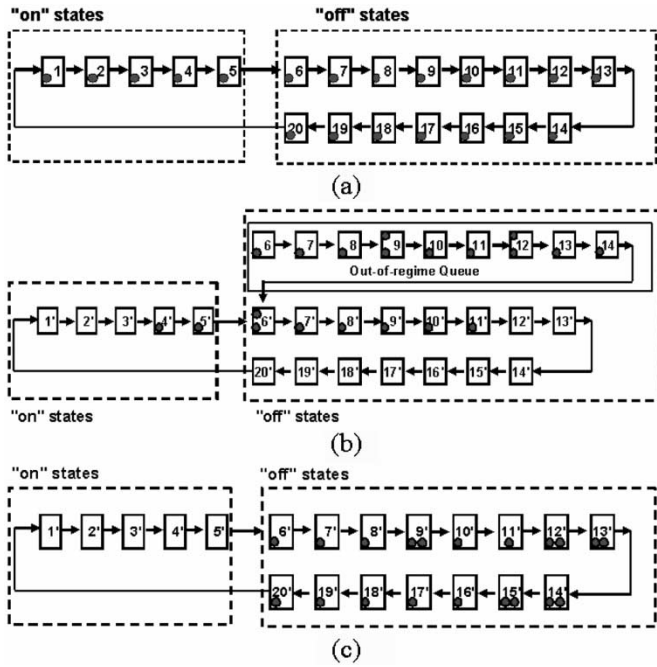 "on" states "off" states
1 2 3 4 5 6 7 8 9 10 11 12 13
20 19 18 17 16 15 14
(a)
6 7 8 9 10 11 12 13 14
Out-of-regime Queue
1' 2' 3' 4' 5' 6' 7' 8' 9' 10' 11' 12' 13'
20' 19' 18' 17' 16' 15' 14'
"on" states "off" states
(b)
"on" states "off" states
1' 2' 3' 4' 5' 6' 7' 8' 9' 10' 11' 12' 13'
20' 19' 18' 17' 16' 15' 14'
(c)